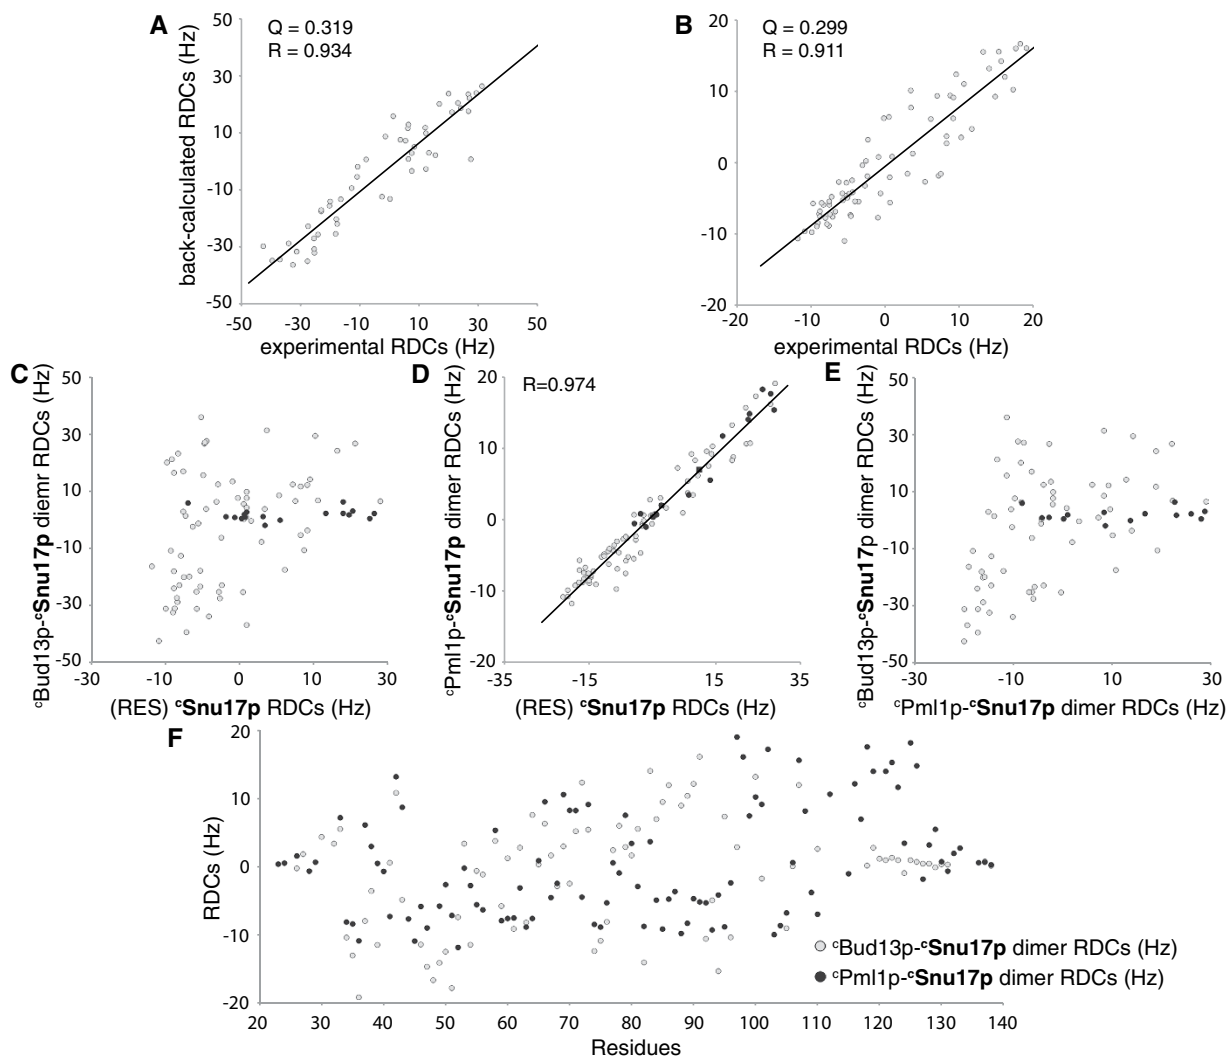 A
Q = 0.319
R = 0.934
back-calculated RDCs (Hz)
50
30
10
-10
-30
-50
-50 -30 -10 10 30 50
experimental RDCs (Hz)
B
Q = 0.299
R = 0.911
20
10
0
-10
-20
-20 -10 0 10 20
experimental RDCs (Hz)
C
ᶜBud13p-ᶜSnu17p diemr RDCs (Hz)
50
30
10
-10
-30
-50
-30 -10 10 30
(RES) ᶜSnu17p RDCs (Hz)
D
R=0.974
ᶜPml1p-ᶜSnu17p dimer RDCs (Hz)
20
10
0
-10
-20
-35 -15 15 35
(RES) ᶜSnu17p RDCs (Hz)
E
ᶜBud13p-ᶜSnu17p dimer RDCs (Hz)
50
30
10
-10
-30
-50
-30 -10 10 30
ᶜPml1p-ᶜSnu17p dimer RDCs (Hz)
F
RDCs (Hz)
20
10
0
-10
-20
20 30 40 50 60 70 80 90 100 110 120 130 140
Residues
ᶜBud13p-ᶜSnu17p dimer RDCs (Hz)
ᶜPml1p-ᶜSnu17p dimer RDCs (Hz)